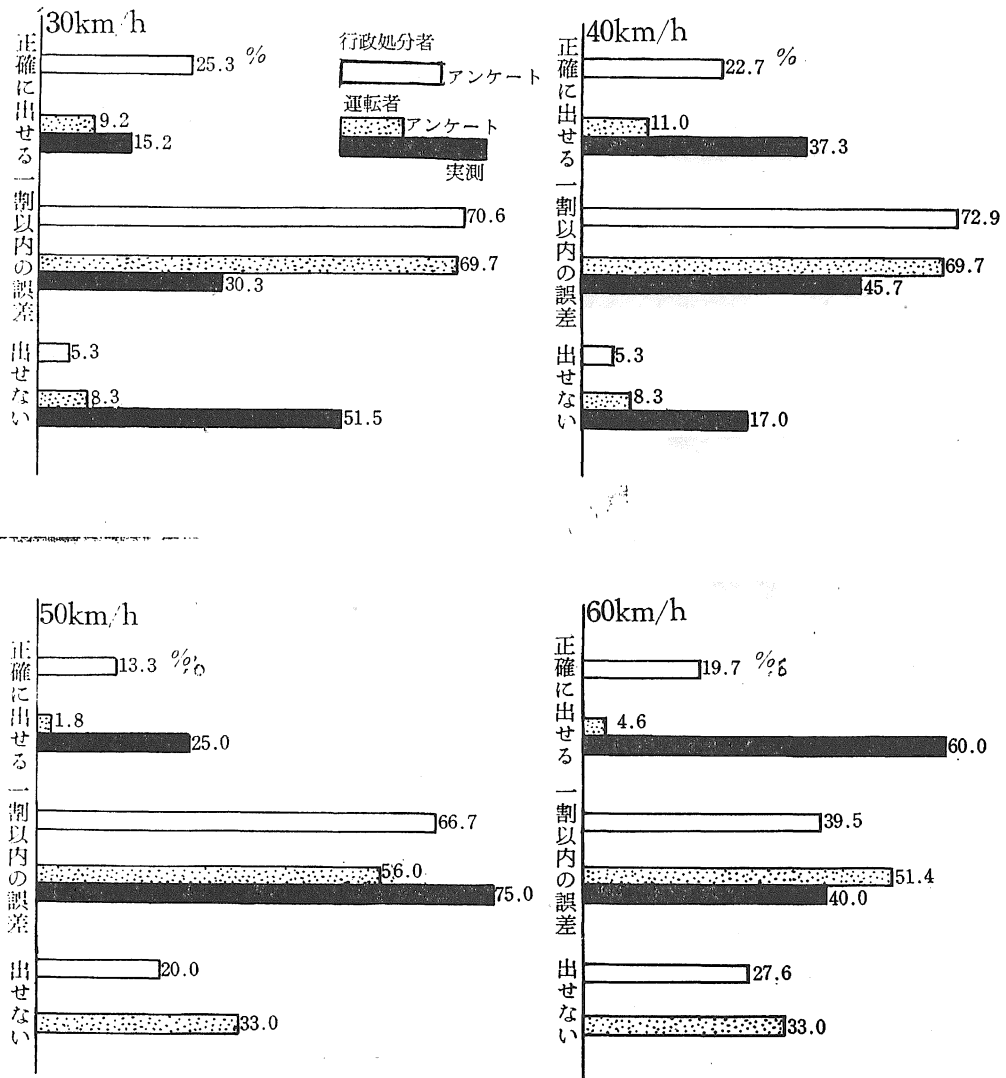 30km/h
正確に出せる
25.3 %
9.2
15.2
一割以内の誤差
70.6
69.7
30.3
出せない
5.3
8.3
51.5
行政処分者
アンケート
運転者
アンケート
実測
40km/h
正確に出せる
22.7 %
11.0
37.3
一割以内の誤差
72.9
69.7
45.7
出せない
5.3
8.3
17.0
50km/h
正確に出せる
13.3 %
1.8
25.0
一割以内の誤差
66.7
56.0
75.0
出せない
20.0
33.0
60km/h
正確に出せる
19.7 %
4.6
60.0
一割以内の誤差
39.5
51.4
40.0
出せない
27.6
33.0